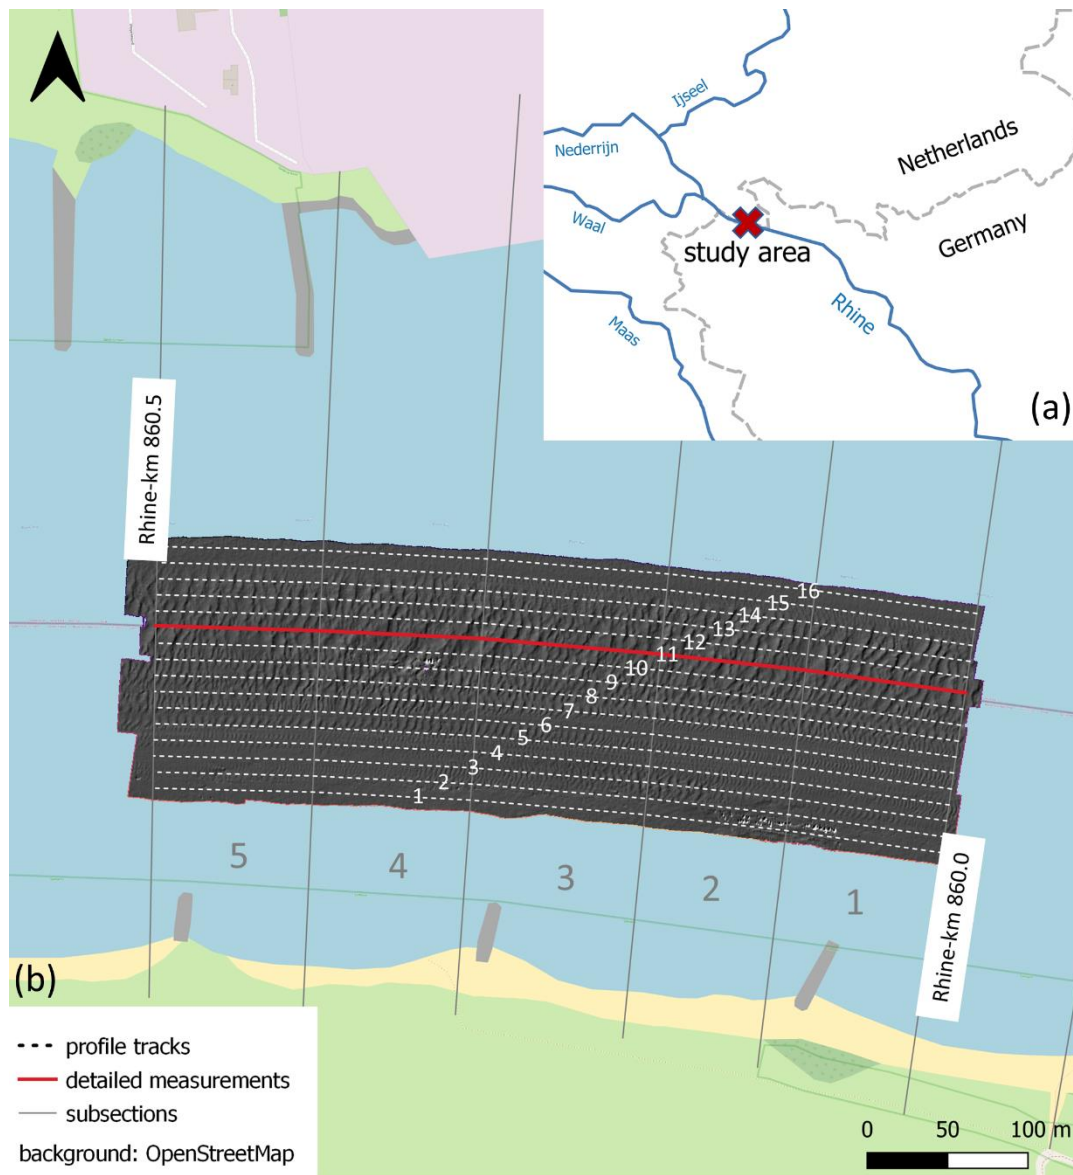 Ijseel
Nederrijn
Netherlands
Waal
Germany
study area
Rhine
Maas
(a)
Rhine-km 860.5
16
15
14
13
12
11
10
9
8
7
6
5
4
3
2
1
5
4
3
2
1
Rhine-km 860.0
(b)
profile tracks
detailed measurements
subsections
background: OpenStreetMap
0 50 100 m